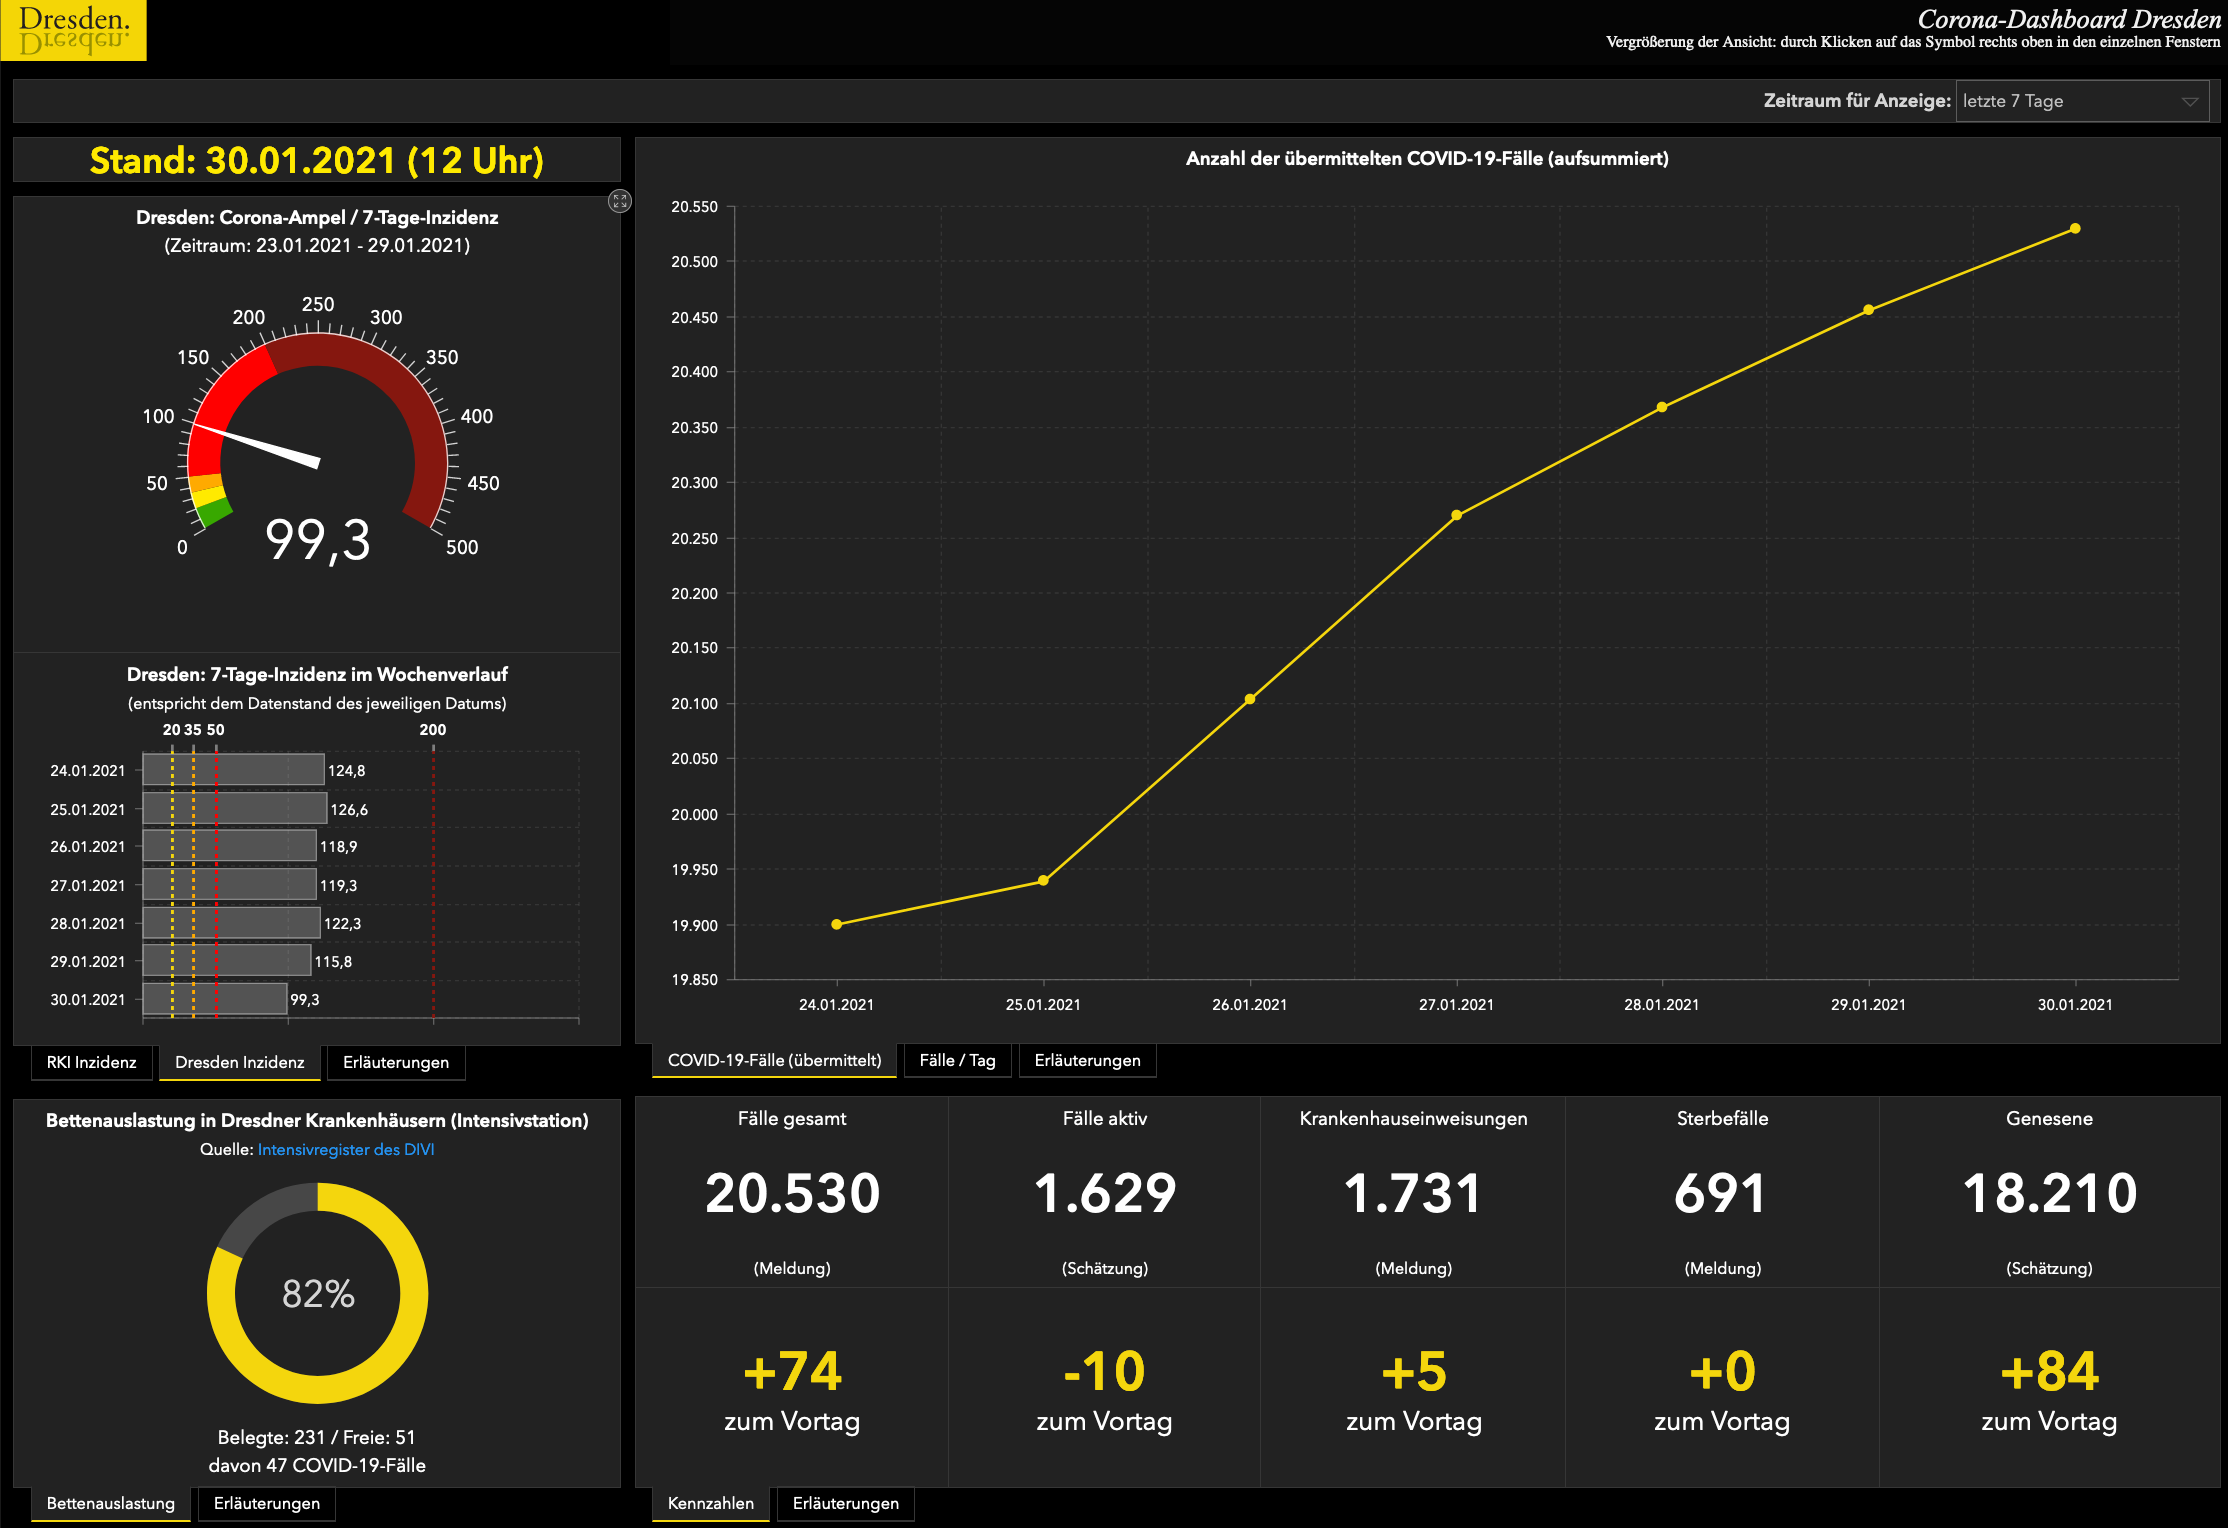 Dresden.
Dresden.
Corona-Dashboard Dresden
Vergrößerung der Ansicht: durch Klicken auf das Symbol rechts oben in den einzelnen Fenstern
Zeitraum für Anzeige: letzte 7 Tage
Stand: 30.01.2021 (12 Uhr)
Dresden: Corona-Ampel / 7-Tage-Inzidenz
(Zeitraum: 23.01.2021 - 29.01.2021)
0
50
100
150
200
250
300
350
400
450
500
99,3
Dresden: 7-Tage-Inzidenz im Wochenverlauf
(entspricht dem Datenstand des jeweiligen Datums)
20 35 50 200
24.01.2021 124,8
25.01.2021 126,6
26.01.2021 118,9
27.01.2021 119,3
28.01.2021 122,3
29.01.2021 115,8
30.01.2021 99,3
RKI Inzidenz Dresden Inzidenz Erläuterungen
Anzahl der übermittelten COVID-19-Fälle (aufsummiert)
20.550
20.500
20.450
20.400
20.350
20.300
20.250
20.200
20.150
20.100
20.050
20.000
19.950
19.900
19.850
24.01.2021 25.01.2021 26.01.2021 27.01.2021 28.01.2021 29.01.2021 30.01.2021
COVID-19-Fälle (übermittelt) Fälle / Tag Erläuterungen
Bettenauslastung in Dresdner Krankenhäusern (Intensivstation)
Quelle: Intensivregister des DIVI
82%
Belegte: 231 / Freie: 51
davon 47 COVID-19-Fälle
Bettenauslastung Erläuterungen
Fälle gesamt Fälle aktiv Krankenhauseinweisungen Sterbefälle Genesene
20.530 1.629 1.731 691 18.210
(Meldung) (Schätzung) (Meldung) (Meldung) (Schätzung)
+74 -10 +5 +0 +84
zum Vortag zum Vortag zum Vortag zum Vortag zum Vortag
Kennzahlen Erläuterungen